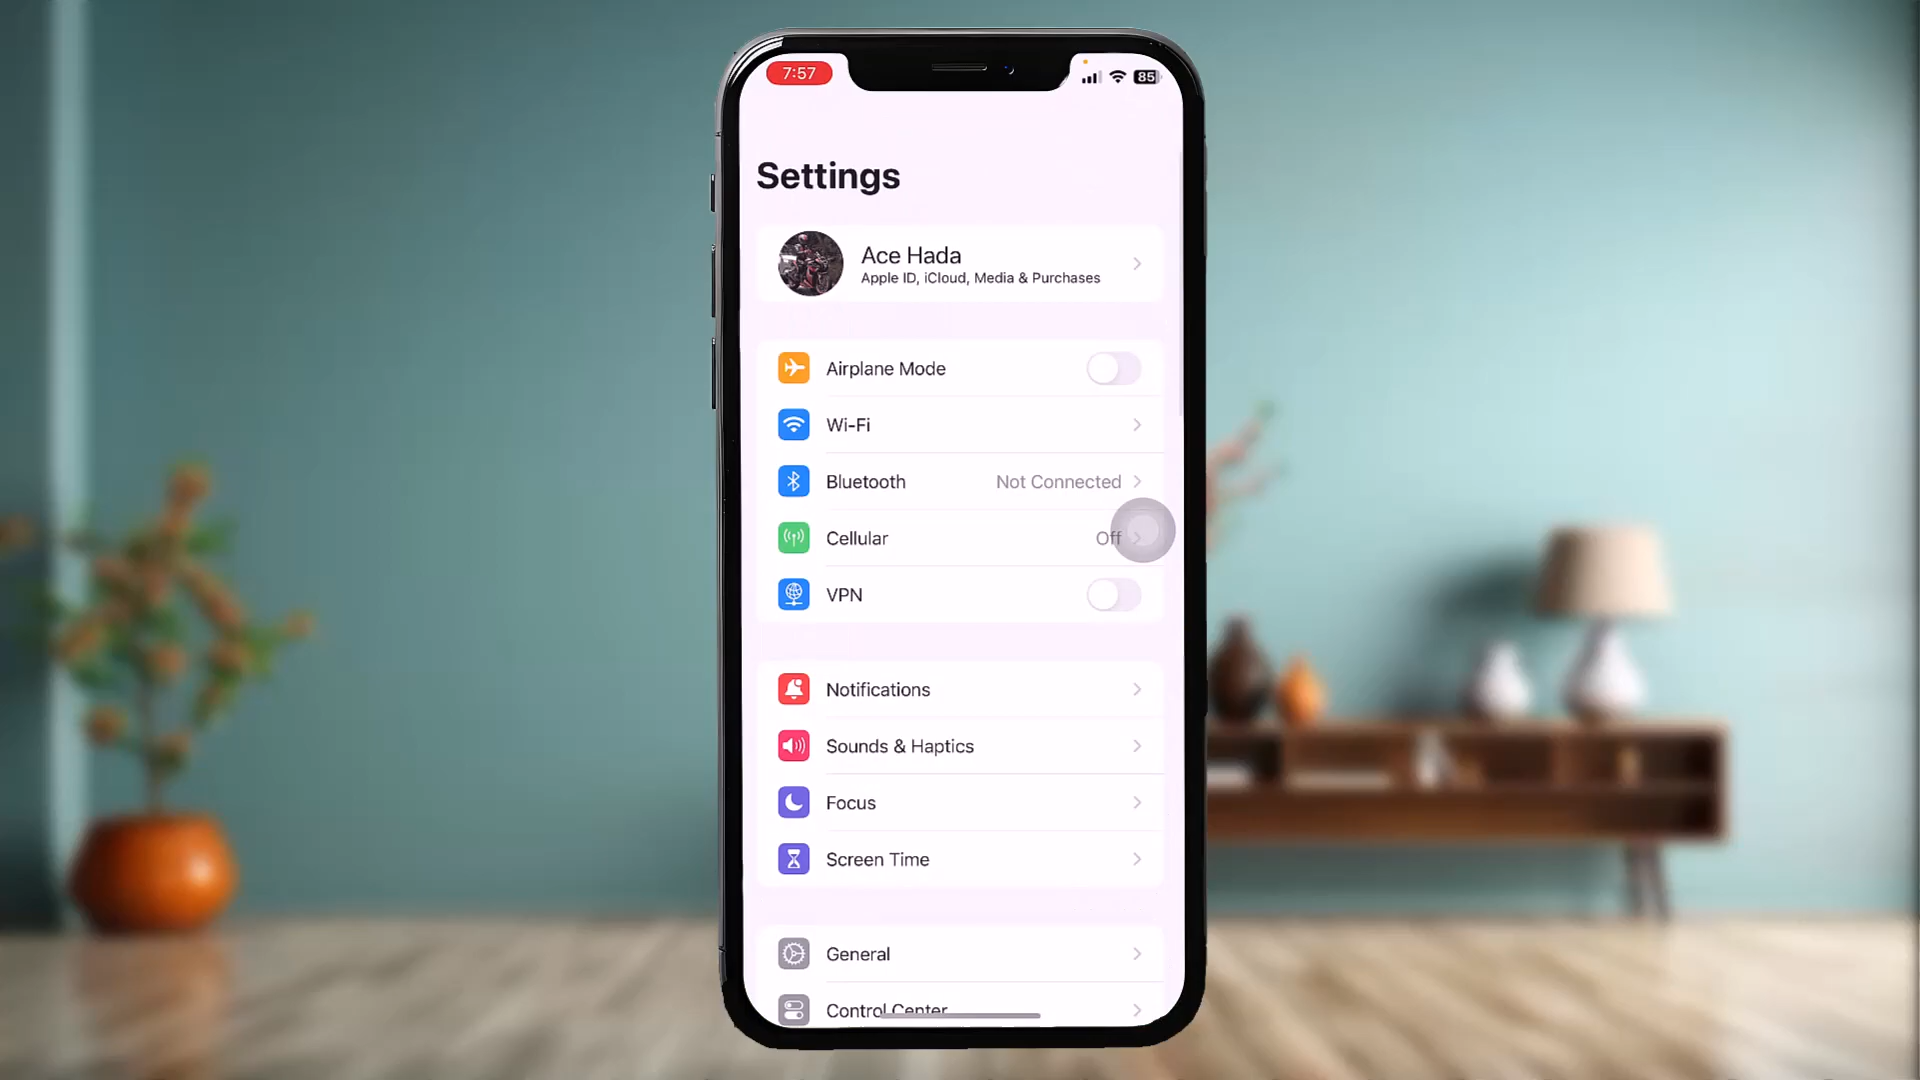 7:57
85
Settings
Ace Hada
Apple ID, iCloud, Media & Purchases
Airplane Mode
Wi-Fi
Bluetooth Not Connected
Cellular Off
VPN
Notifications
Sounds & Haptics
Focus
Screen Time
General
Control Center